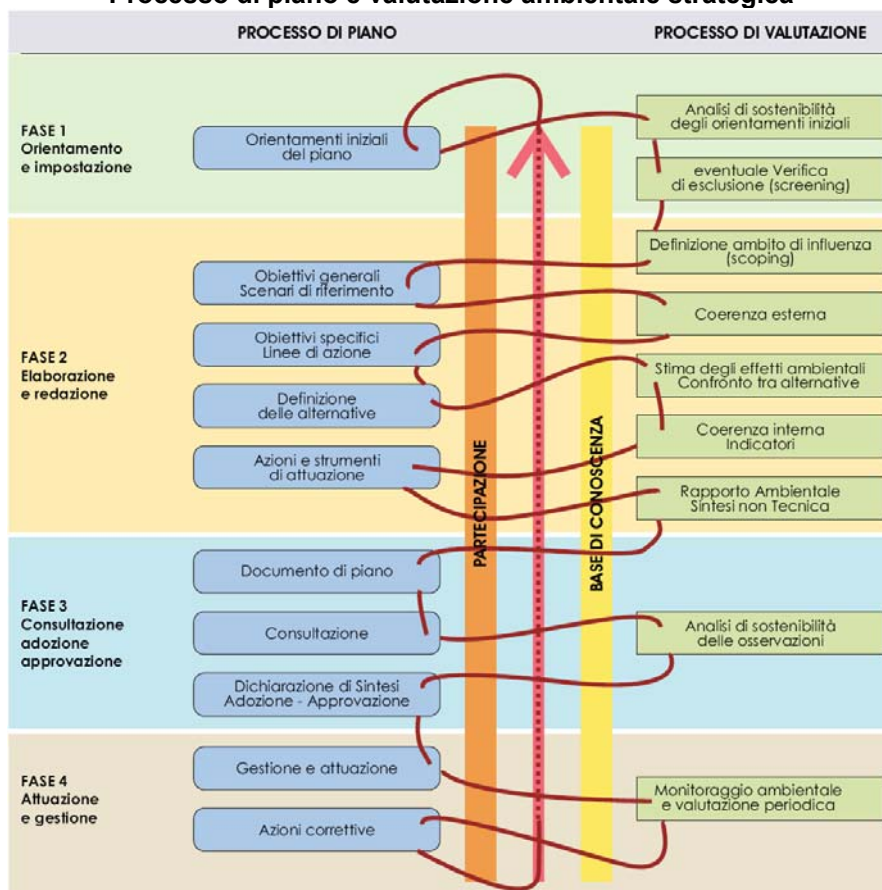 Processo di piano e valutazione ambientale strategica
PROCESSO DI PIANO
PROCESSO DI VALUTAZIONE
FASE 1
Orientamento
e impostazione
Orientamenti iniziali
del piano
Analisi di sostenibilità
degli orientamenti iniziali
eventuale Verifica
di esclusione (screening)
FASE 2
Elaborazione
e redazione
Definizione ambito di influenza
(scoping)
Obiettivi generali
Scenari di riferimento
Coerenza esterna
Obiettivi specifici
Linee di azione
Stima degli effetti ambientali
Confronto tra alternative
Definizione
delle alternative
Coerenza interna
Indicatori
Azioni e strumenti
di attuazione
Rapporto Ambientale
Sintesi non Tecnica
PARTECIPAZIONE
BASE DI CONOSCENZA
FASE 3
Consultazione
adozione
approvazione
Documento di piano
Consultazione
Analisi di sostenibilità
delle osservazioni
Dichiarazione di Sintesi
Adozione - Approvazione
FASE 4
Attuazione
e gestione
Gestione e attuazione
Monitoraggio ambientale
e valutazione periodica
Azioni correttive